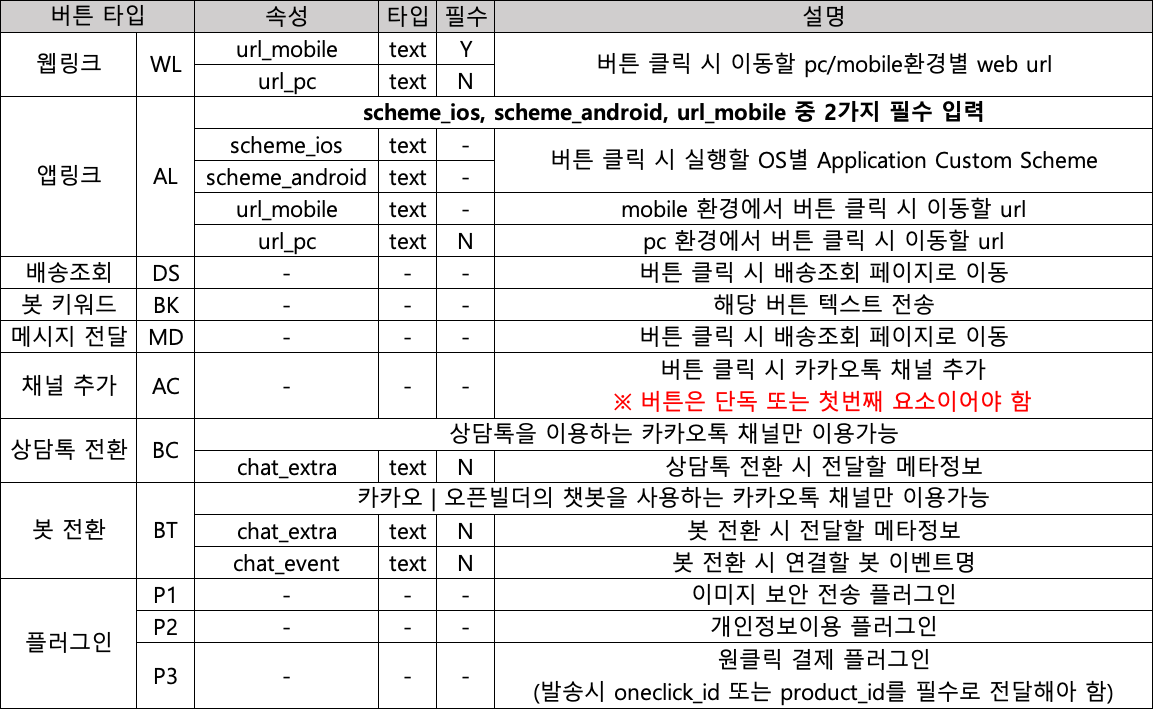 버튼 타입 속성 타입 필수 설명
웹링크 WL url_mobile text Y 버튼 클릭 시 이동할 pc/mobile환경별 web url
url_pc text N
앱링크 AL scheme_ios, scheme_android, url_mobile 중 2가지 필수 입력
scheme_ios text - 버튼 클릭 시 실행할 OS별 Application Custom Scheme
scheme_android text -
url_mobile text - mobile 환경에서 버튼 클릭 시 이동할 url
url_pc text N pc 환경에서 버튼 클릭 시 이동할 url
배송조회 DS - - - 버튼 클릭 시 배송조회 페이지로 이동
봇 키워드 BK - - - 해당 버튼 텍스트 전송
메시지 전달 MD - - - 버튼 클릭 시 배송조회 페이지로 이동
채널 추가 AC - - - 버튼 클릭 시 카카오톡 채널 추가
※ 버튼은 단독 또는 첫번째 요소이어야 함
상담톡 전환 BC 상담톡을 이용하는 카카오톡 채널만 이용가능
chat_extra text N 상담톡 전환 시 전달할 메타정보
봇 전환 BT 카카오 | 오픈빌더의 챗봇을 사용하는 카카오톡 채널만 이용가능
chat_extra text N 봇 전환 시 전달할 메타정보
chat_event text N 봇 전환 시 연결할 봇 이벤트명
플러그인 P1 - - - 이미지 보안 전송 플러그인
P2 - - - 개인정보이용 플러그인
P3 - - - 원클릭 결제 플러그인
(발송시 oneclick_id 또는 product_id를 필수로 전달해아 함)